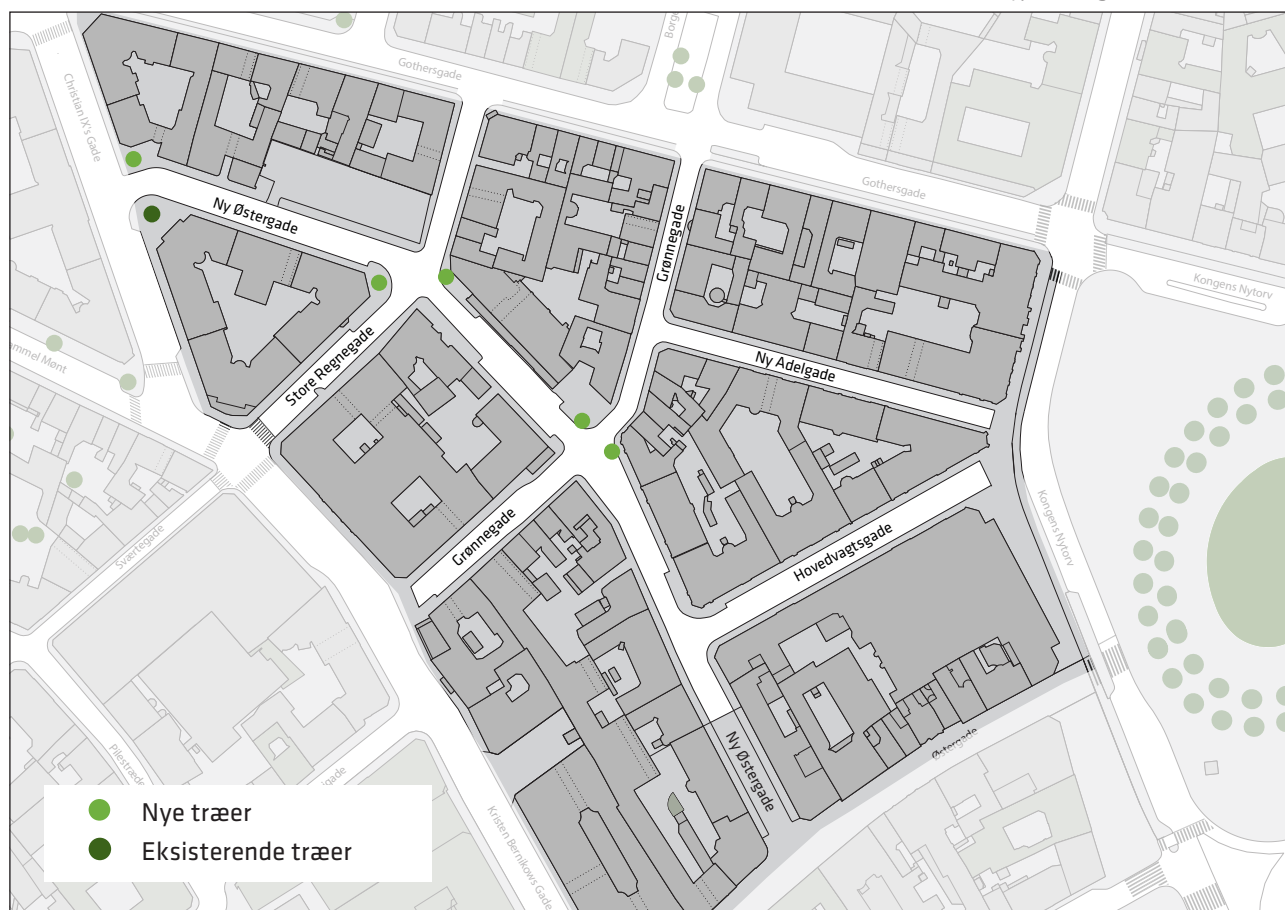 Gothersgade
Christian IX's Gade
Gothersgade
Ny Østergade
Grønnegade
Kongens Nytorv
Store Regnegade
Ny Adelgade
Kongens Nytorv
Sværtegade
Grønnegade
Hovedvagtsgade
Ny Østergade
Østergade
Pilestræde
Kristen Bernikows Gade
Nye træer
Eksisterende træer